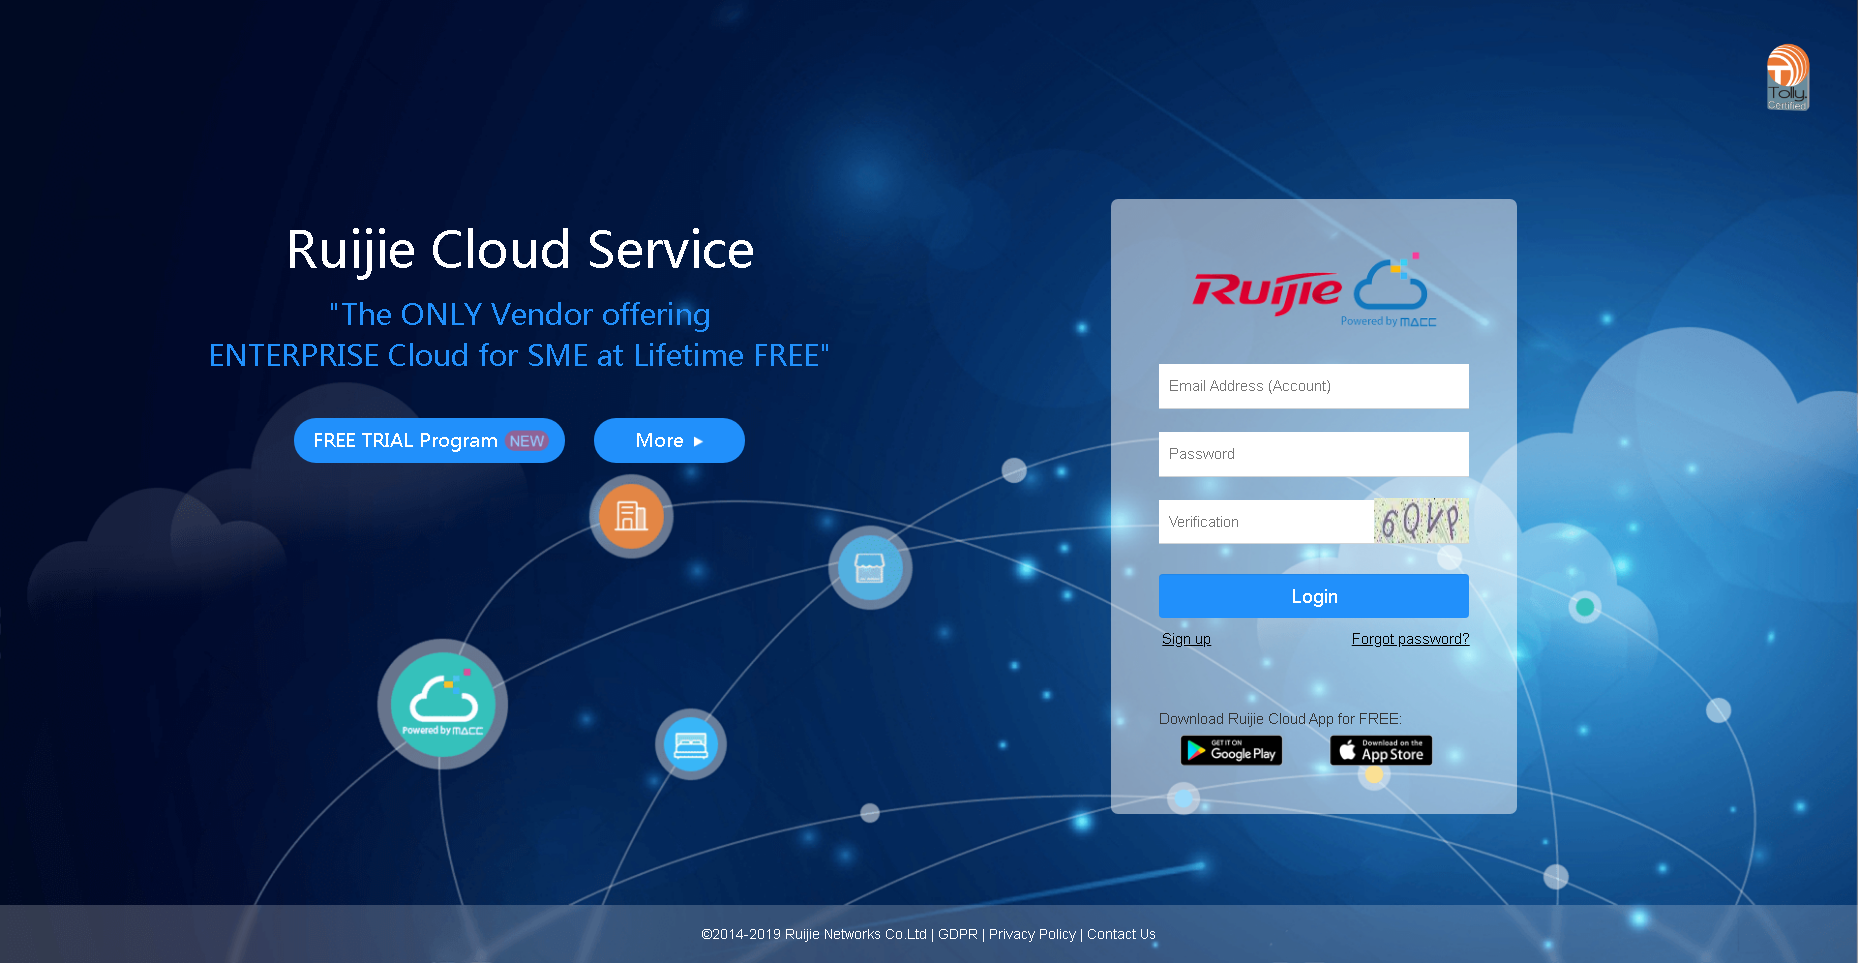 Tolly.
Certified
Ruijie Cloud Service
"The ONLY Vendor offering
ENTERPRISE Cloud for SME at Lifetime FREE"
FREE TRIAL Program NEW
More
Powered by MACC
Ruijie
Powered by MACC
Email Address (Account)
Password
Verification
6QVP
Login
Sign up
Forgot password?
Download Ruijie Cloud App for FREE:
GET IT ON
Google Play
Download on the
App Store
©2014-2019 Ruijie Networks Co.Ltd | GDPR | Privacy Policy | Contact Us